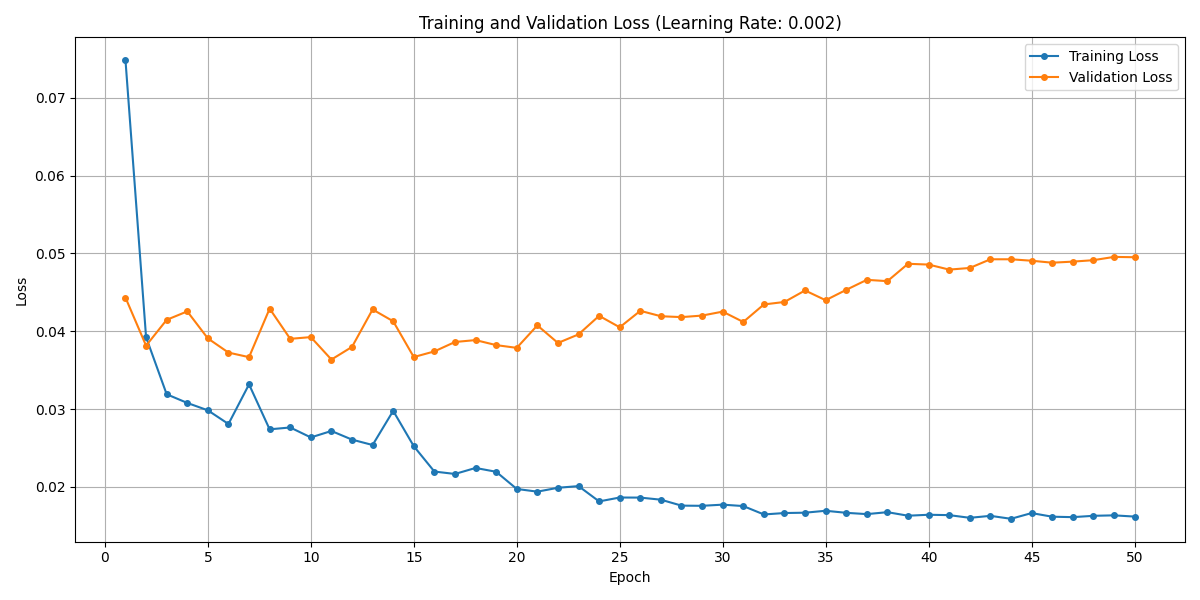 Training and Validation Loss (Learning Rate: 0.002)
Training Loss
Validation Loss
0.07
0.06
0.05
0.04
0.03
0.02
Loss
0 5 10 15 20 25 30 35 40 45 50
Epoch